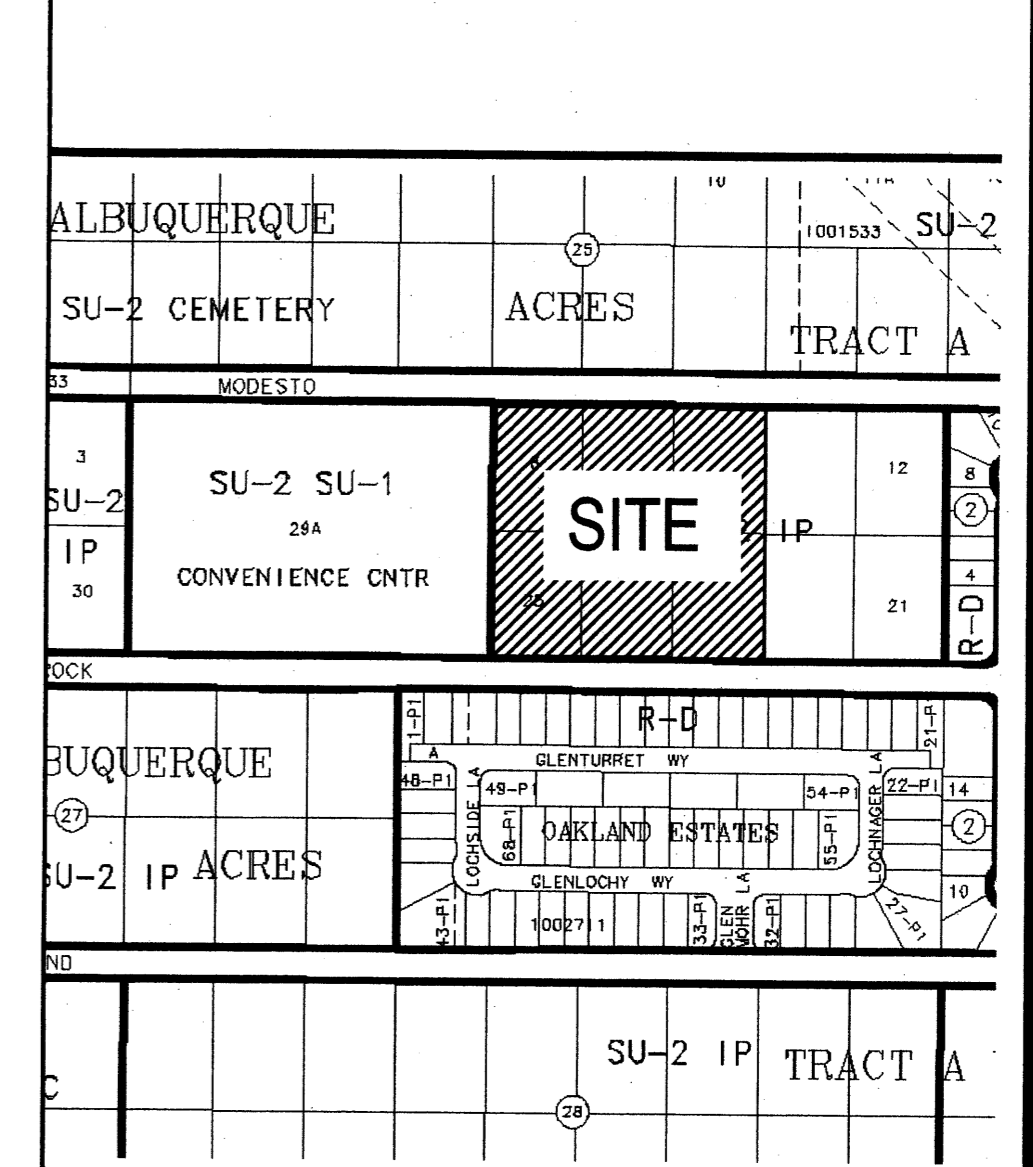 10
11A
ALBUQUERQUE
25
1001533
SU-2
SU-2 CEMETERY
ACRES
TRACT A
33
MODESTO
3
SU-2
IP
30
SU-2 SU-1
29A
CONVENIENCE CNTR
SITE
IP
12
21
8
2
4
R-D
OCK
1-P1
R-D
21-P1
BUQUERQUE
A
GLENTURRET WY
48-P1
LOCHSIDE LA
49-P1
54-P1
LOCHNAGER LA
22-P1
14
27
68-P1
OAKLAND ESTATES
55-P1
2
SU-2 IP
ACRES
GLENLOCHY WY
10
43-P1
1002711
33-P1
GLEN MOHR LA
32-P1
27-P1
ND
SU-2 IP
TRACT A
C
28